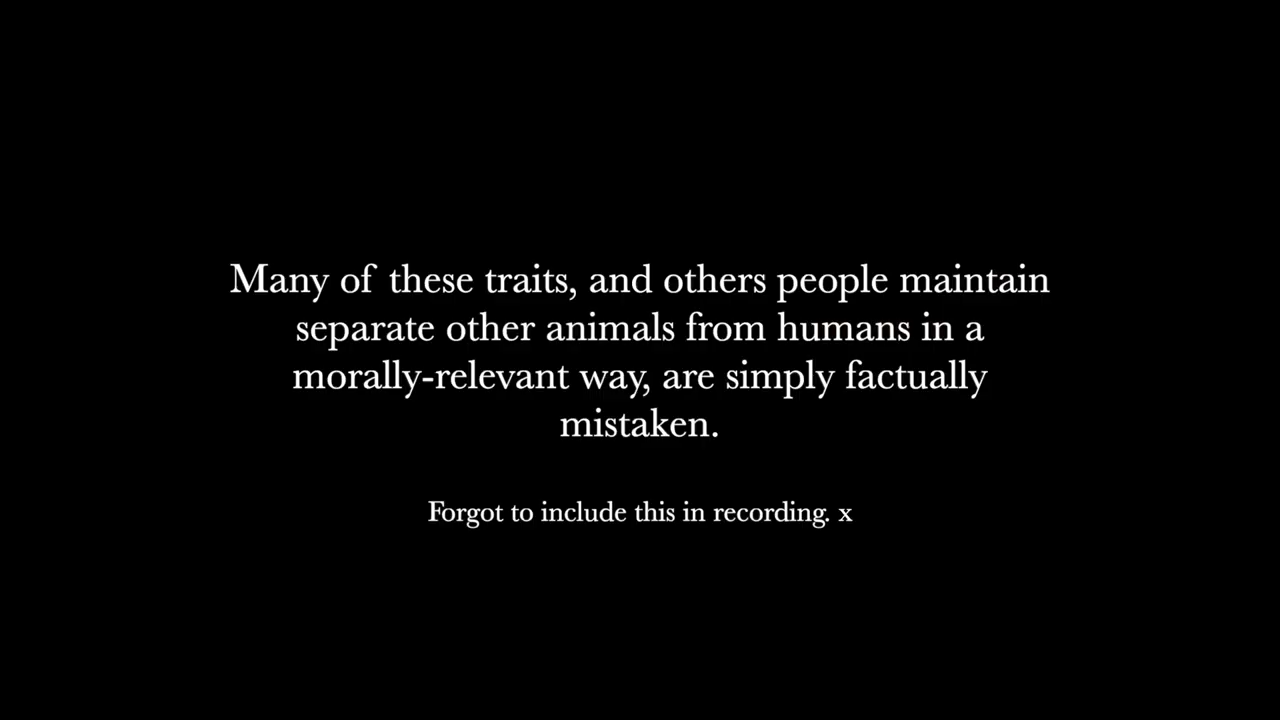 Many of these traits, and others people maintain
separate other animals from humans in a
morally-relevant way, are simply factually
mistaken.
Forgot to include this in recording. x